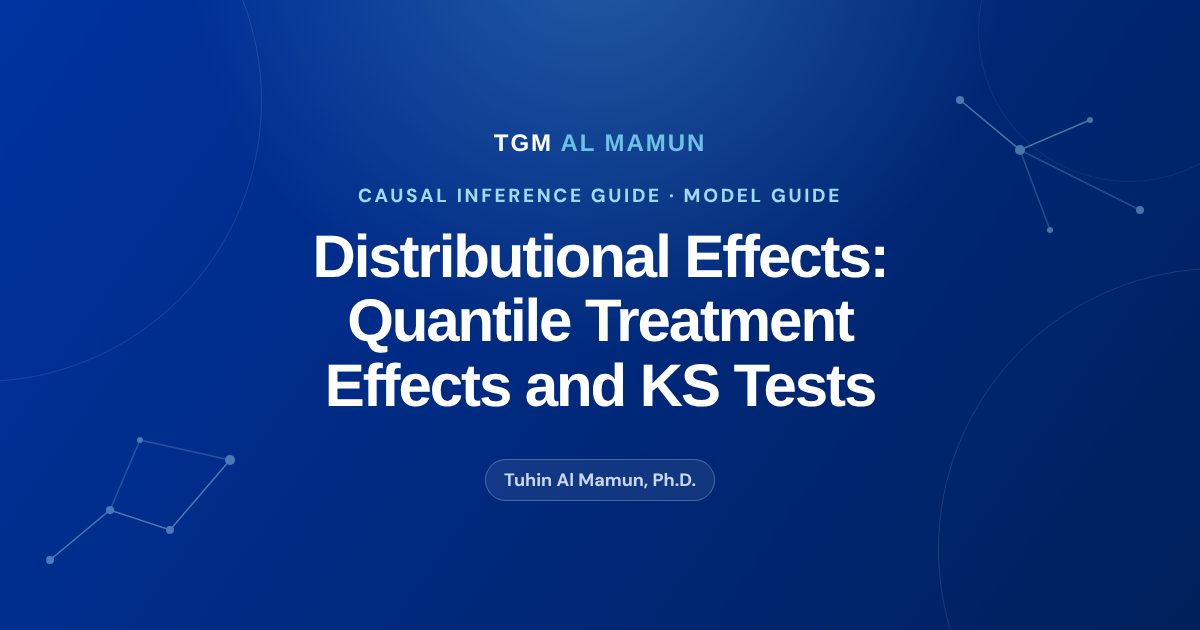 TGM AL MAMUN
CAUSAL INFERENCE GUIDE · MODEL GUIDE
Distributional Effects:
Quantile Treatment
Effects and KS Tests
Tuhin Al Mamun, Ph.D.